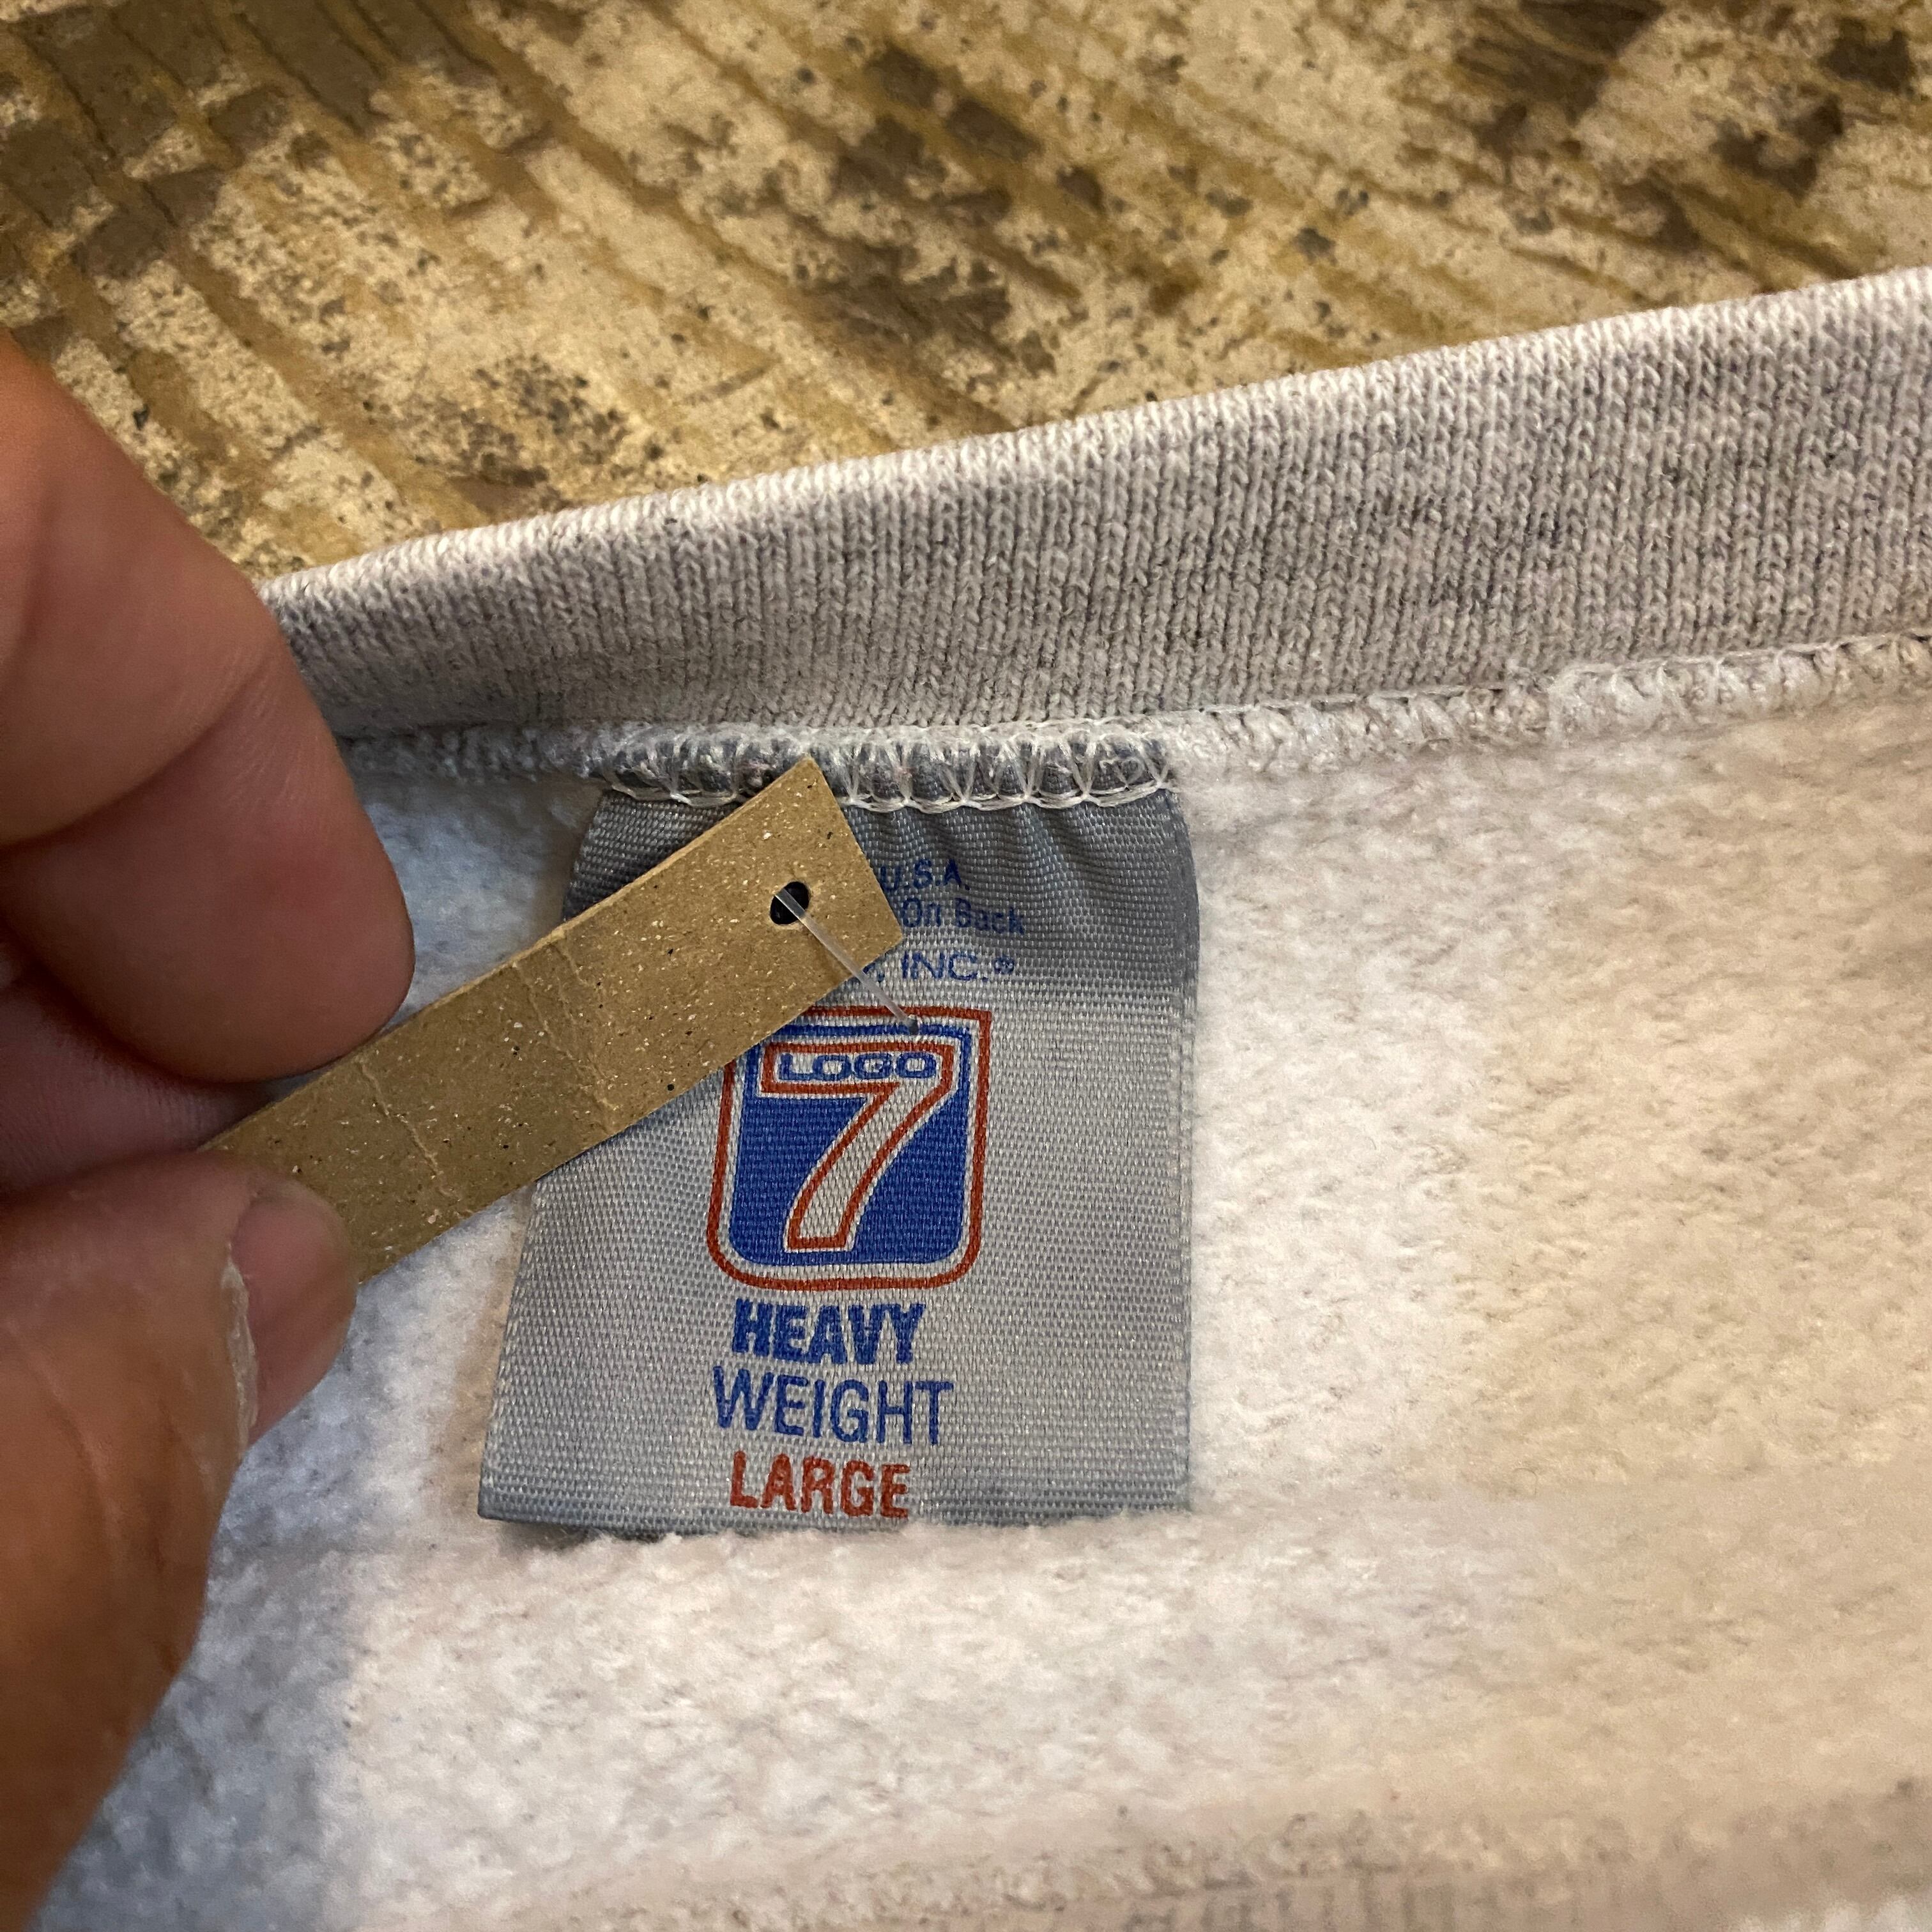 U.S.A.
On Back
, INC.®
LOGO
7
HEAVY
WEIGHT
LARGE